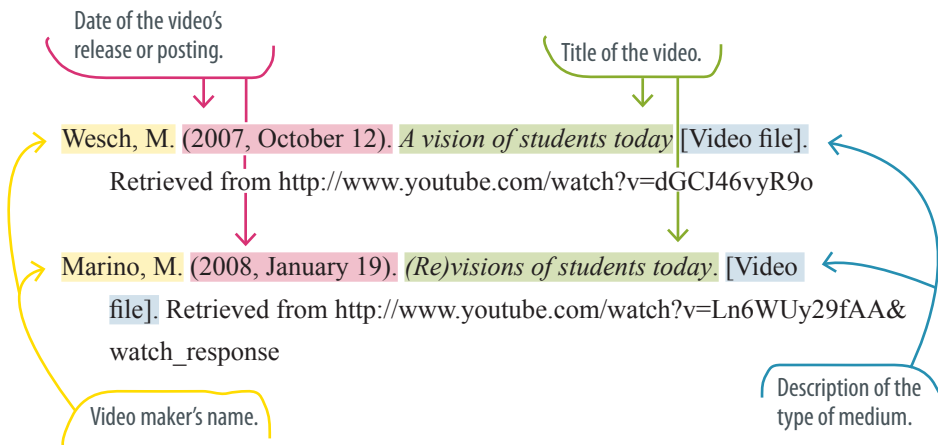 Date of the video's
release or posting.
Title of the video.
Wesch, M. (2007, October 12). A vision of students today [Video file].
Retrieved from http://www.youtube.com/watch?v=dGCJ46vyR9o
Marino, M. (2008, January 19). (Re)visions of students today. [Video
file]. Retrieved from http://www.youtube.com/watch?v=Ln6WUy29fAA&
watch_response
Video maker's name.
Description of the
type of medium.